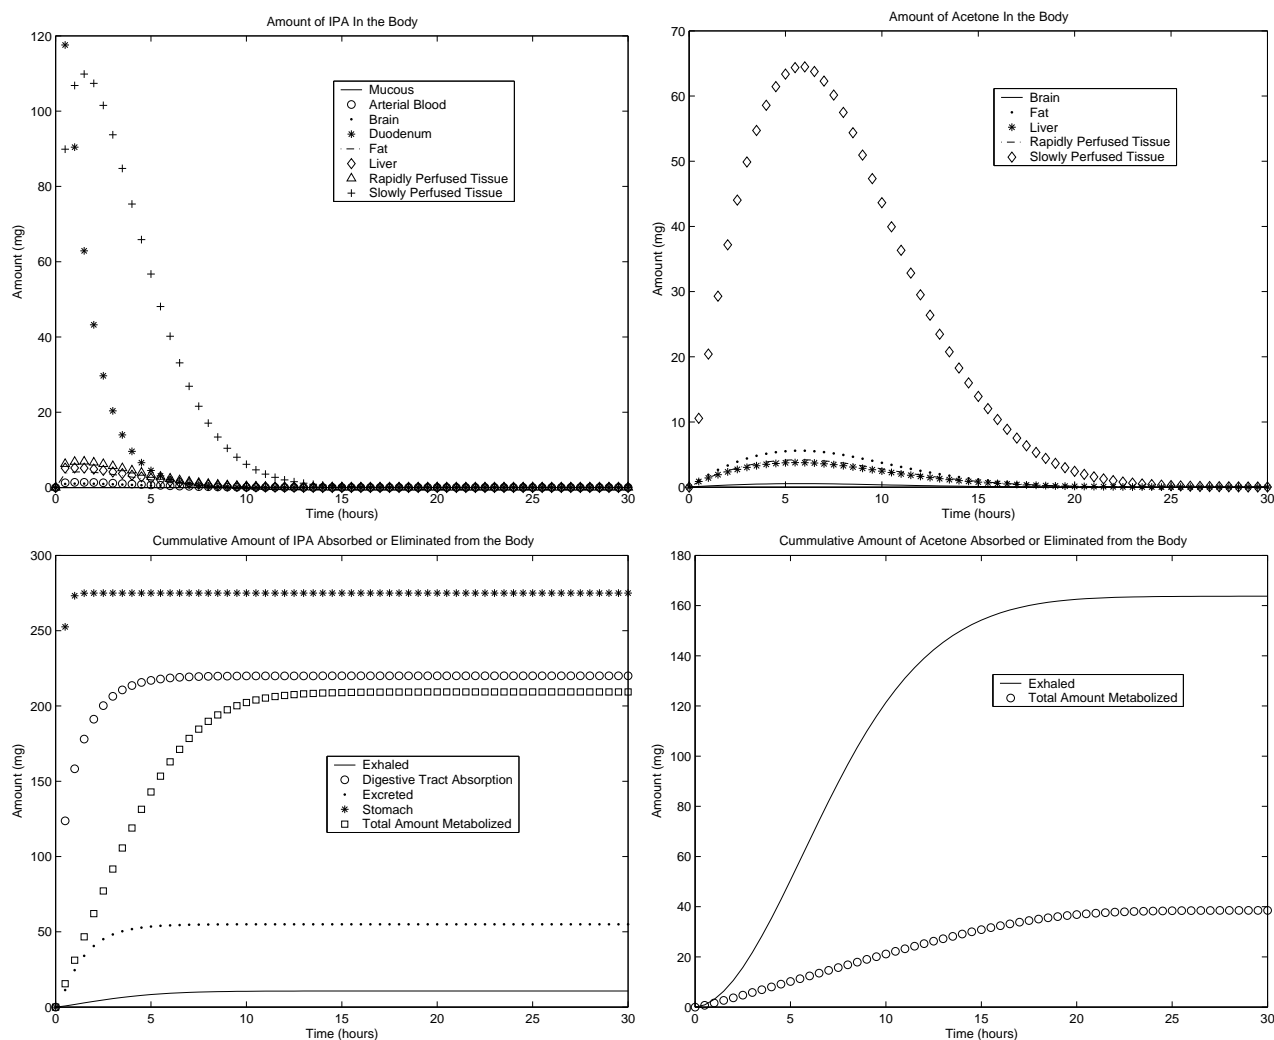 Amount of IPA In the Body
120
100
80
60
40
20
0
Amount (mg)
Mucous
Arterial Blood
Brain
Duodenum
Fat
Liver
Rapidly Perfused Tissue
Slowly Perfused Tissue
0 5 10 15 20 25 30
Time (hours)
Amount of Acetone In the Body
70
60
50
40
30
20
10
0
Amount (mg)
Brain
Fat
Liver
Rapidly Perfused Tissue
Slowly Perfused Tissue
0 5 10 15 20 25 30
Time (hours)
Cummulative Amount of IPA Absorbed or Eliminated from the Body
300
250
200
150
100
50
0
Amount (mg)
Exhaled
Digestive Tract Absorption
Excreted
Stomach
Total Amount Metabolized
0 5 10 15 20 25 30
Time (hours)
Cummulative Amount of Acetone Absorbed or Eliminated from the Body
180
160
140
120
100
80
60
40
20
0
Amount (mg)
Exhaled
Total Amount Metabolized
0 5 10 15 20 25 30
Time (hours)